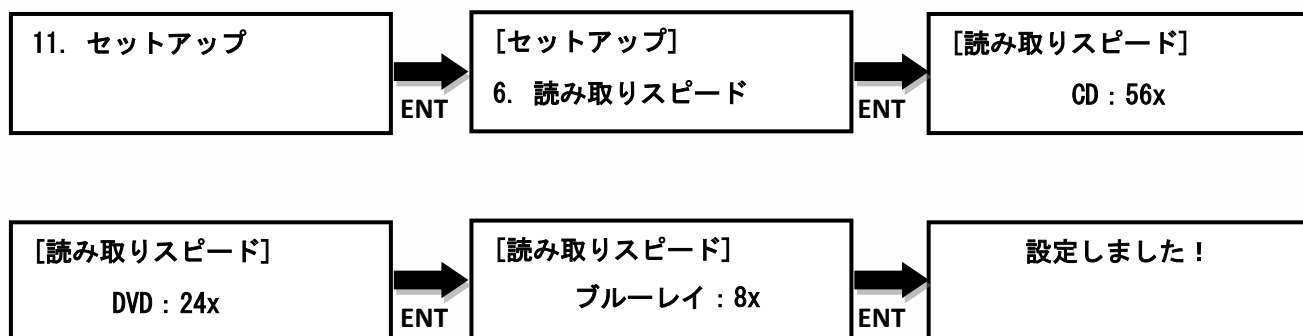 11. セットアップ
ENT
[セットアップ]
6. 読み取りスピード
ENT
[読み取りスピード]
CD：56x
[読み取りスピード]
DVD：24x
ENT
[読み取りスピード]
ブルーレイ：8x
ENT
設定しました！